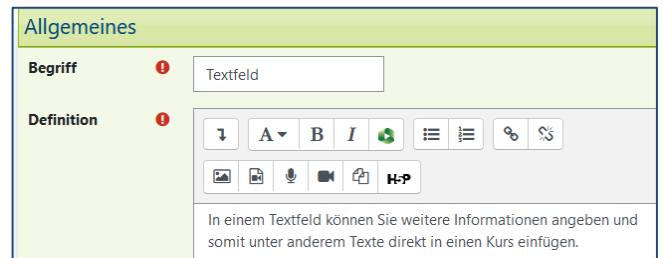 Allgemeines
Begriff
Textfeld
Definition
A B I
H5P
In einem Textfeld können Sie weitere Informationen angeben und
somit unter anderem Texte direkt in einen Kurs einfügen.